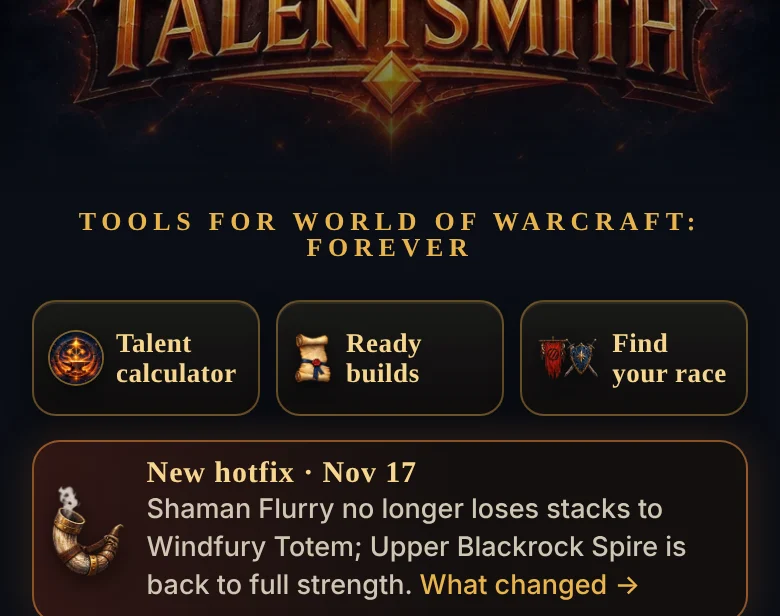 TALENTSMITH
TOOLS FOR WORLD OF WARCRAFT:
FOREVER
Talent
calculator
Ready
builds
Find
your race
New hotfix · Nov 17
Shaman Flurry no longer loses stacks to
Windfury Totem; Upper Blackrock Spire is
back to full strength. What changed →